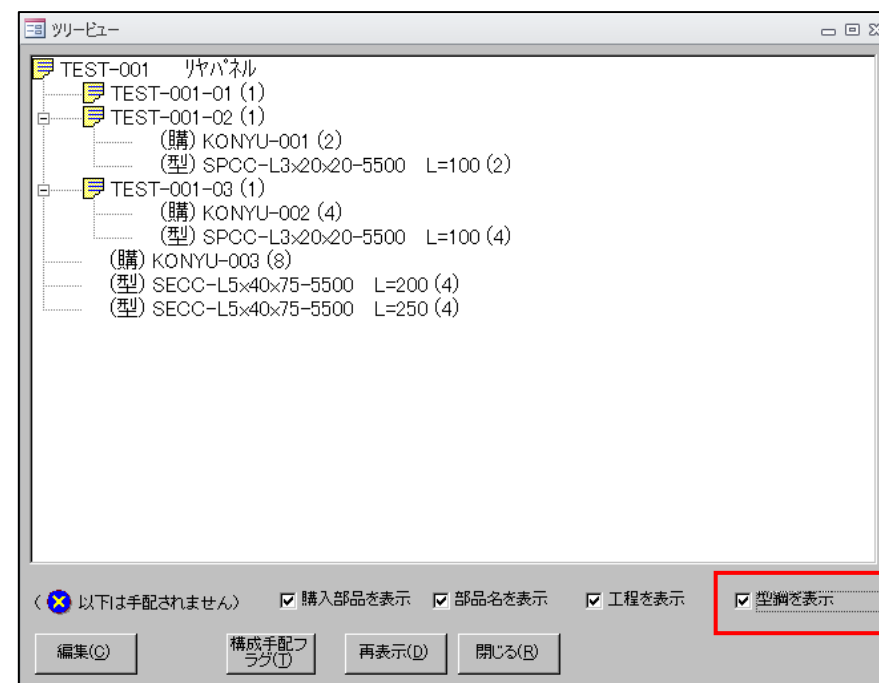 ツリービュー
TEST-001 リヤパネル
TEST-001-01 (1)
TEST-001-02 (1)
(購) KONYU-001 (2)
(型) SPCC-L3x20x20-5500 L=100 (2)
TEST-001-03 (1)
(購) KONYU-002 (4)
(型) SPCC-L3x20x20-5500 L=100 (4)
(購) KONYU-003 (8)
(型) SECC-L5x40x75-5500 L=200 (4)
(型) SECC-L5x40x75-5500 L=250 (4)
( 以下は手配されません) 購入部品を表示 部品名を表示 工程を表示 型鋼を表示
編集(C) 構成手配フ 再表示(D) 閉じる(R)
ラグ(T)